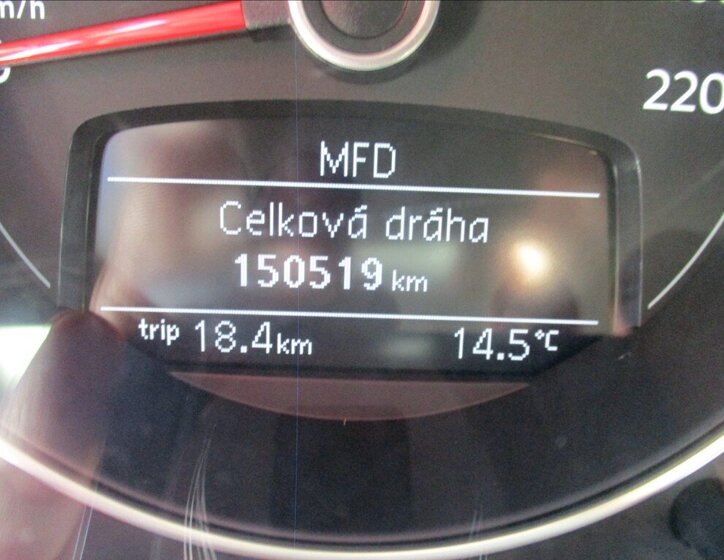 m/h
220
MFD
Celková dráha
150519 km
trip 18.4km 14.5°C